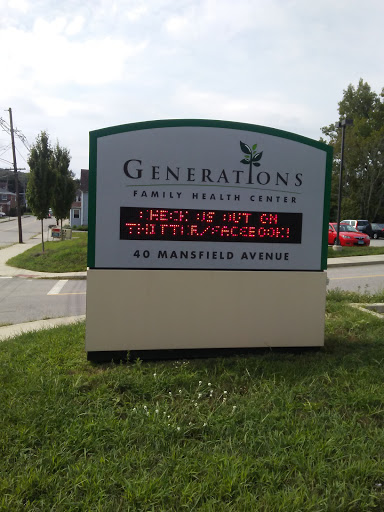 GENERATIONS
FAMILY HEALTH CENTER
CHECK US OUT ON
TWITTER/FACEBOOK!
40 MANSFIELD AVENUE